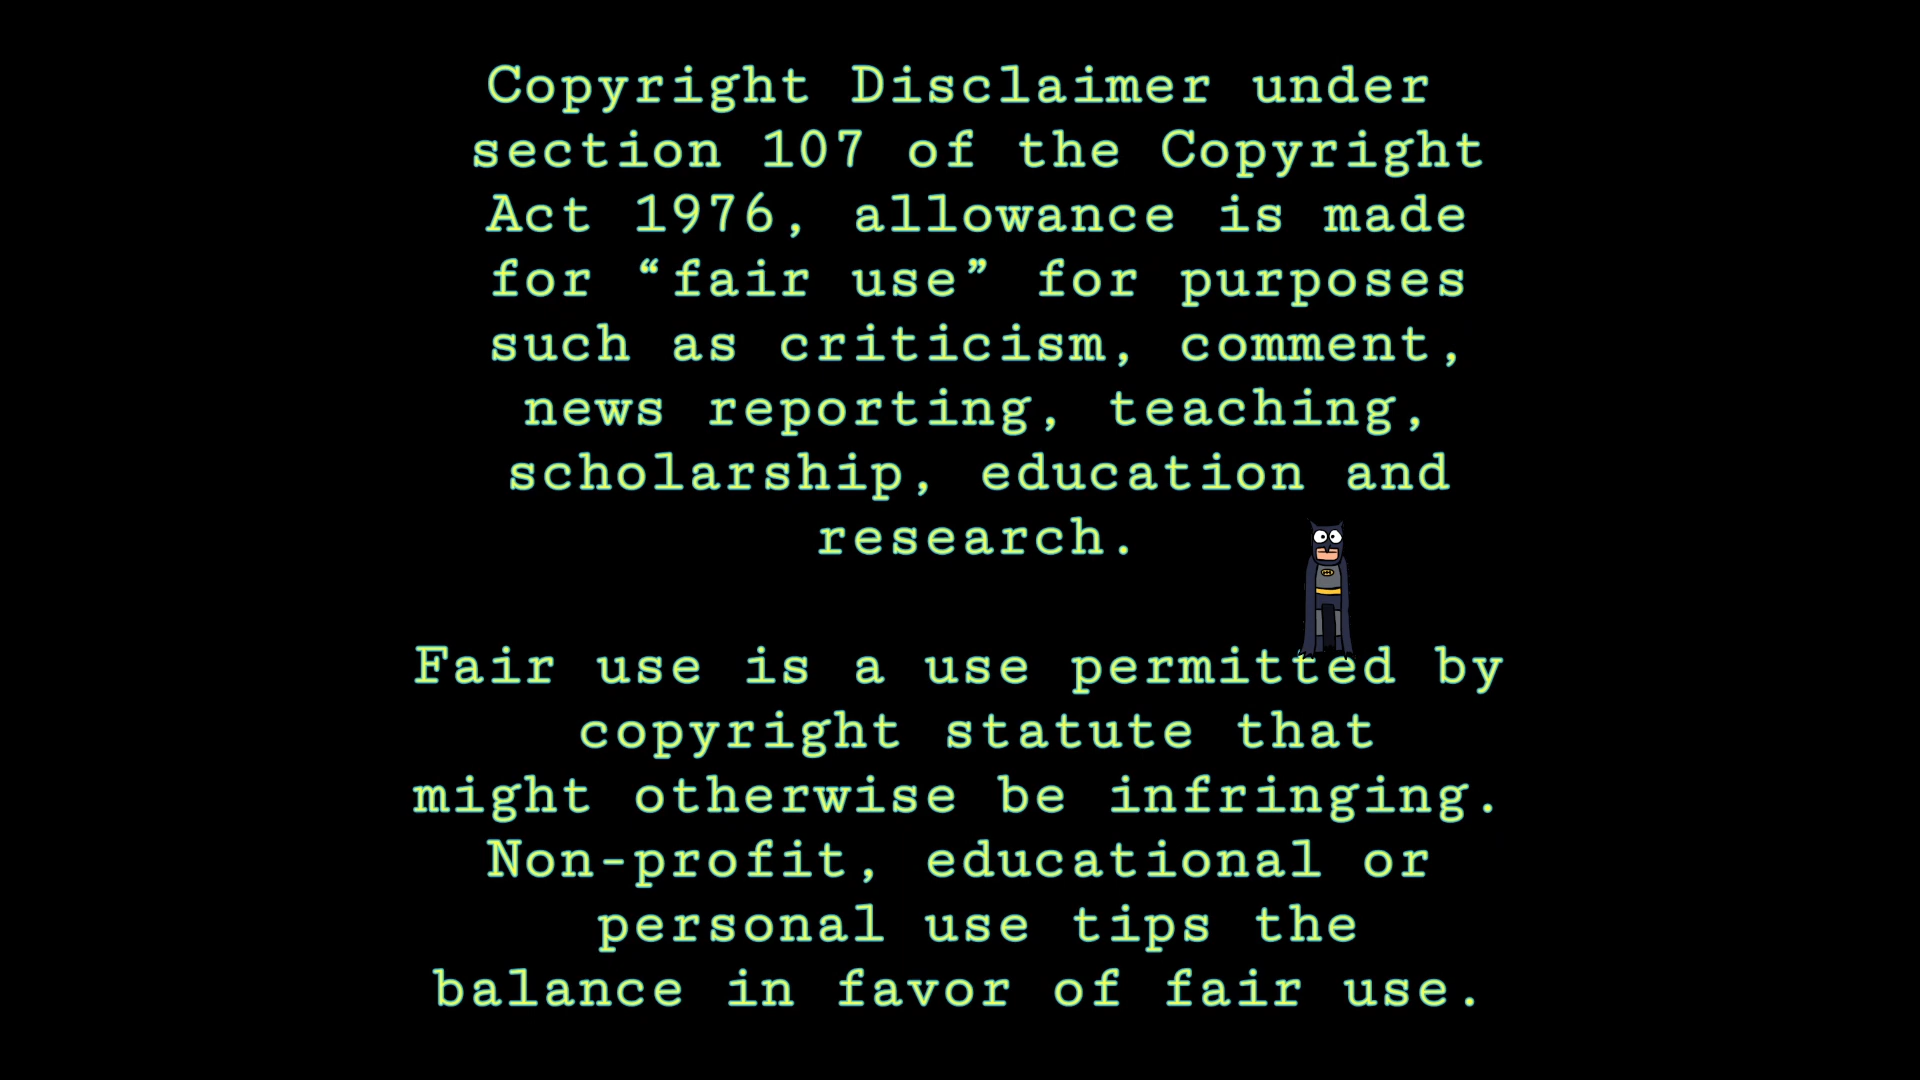 Copyright Disclaimer under
section 107 of the Copyright
Act 1976, allowance is made
for “fair use” for purposes
such as criticism, comment,
news reporting, teaching,
scholarship, education and
research.
Fair use is a use permitted by
copyright statute that
might otherwise be infringing.
Non-profit, educational or
personal use tips the
balance in favor of fair use.